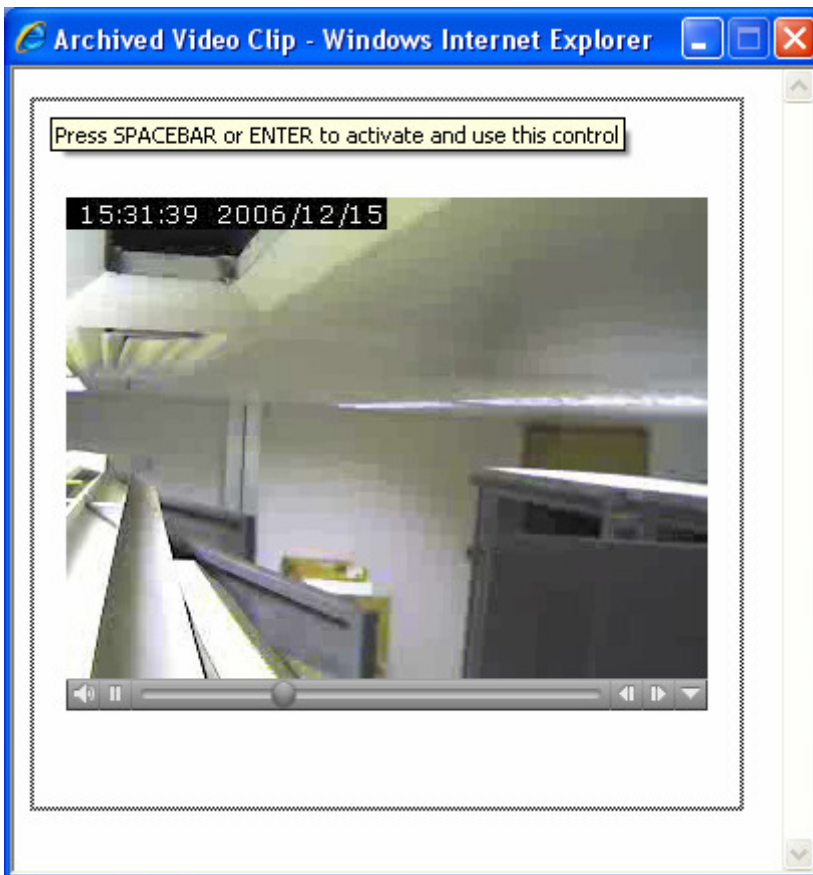 Archived Video Clip - Windows Internet Explorer
Press SPACEBAR or ENTER to activate and use this control
15:31:39 2006/12/15